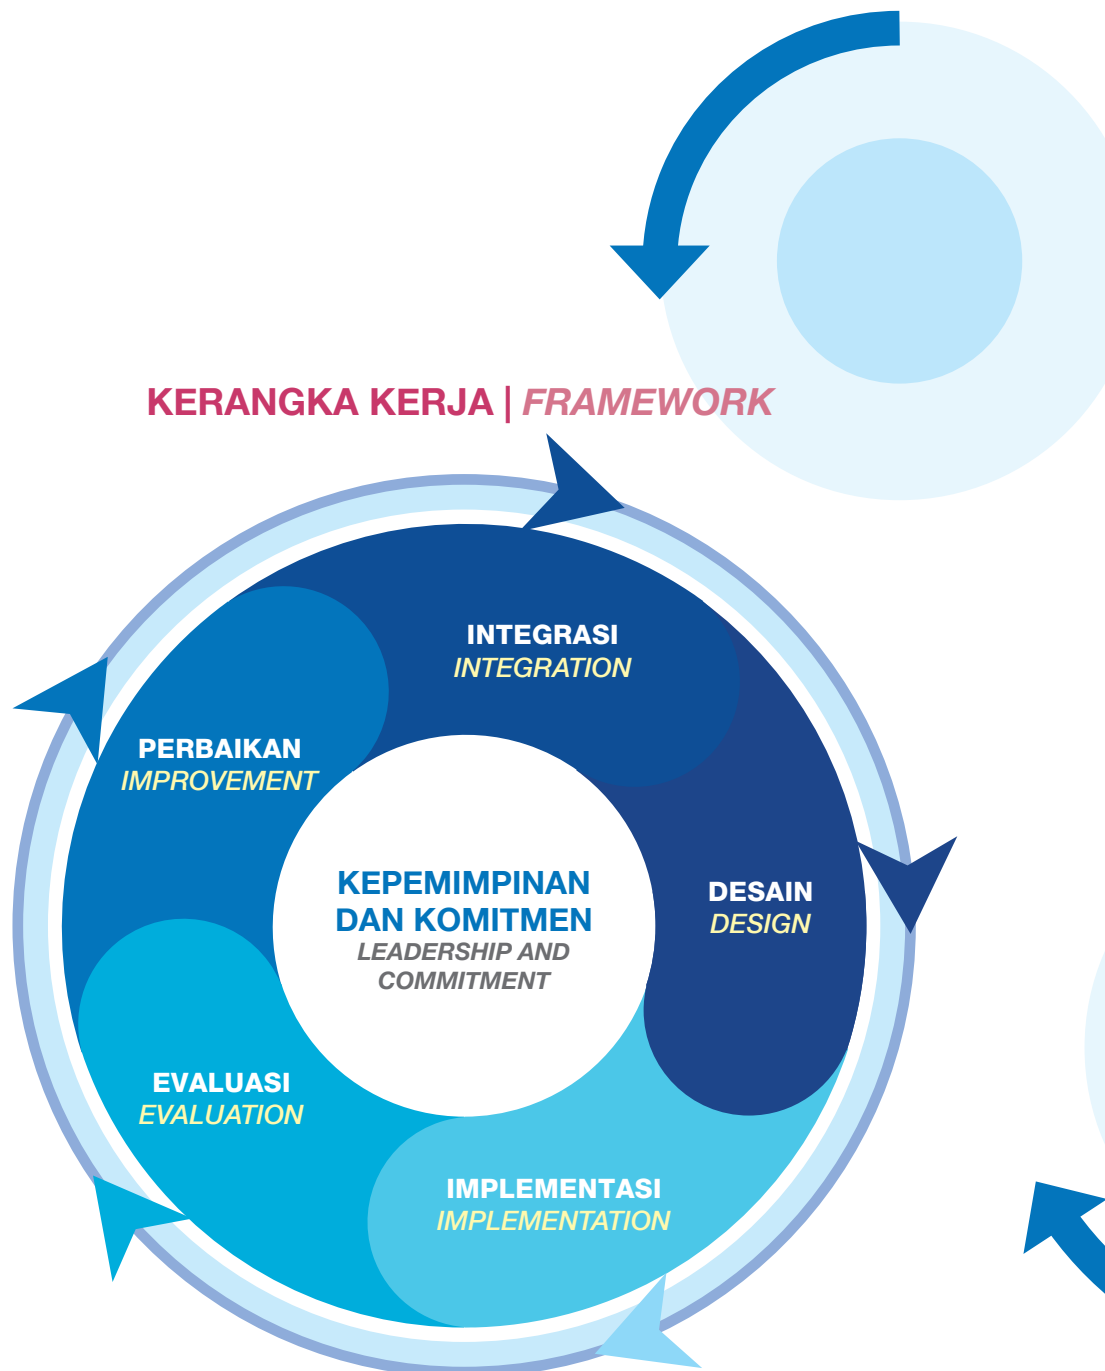 KERANGKA KERJA | FRAMEWORK
INTEGRASI
INTEGRATION
PERBAIKAN
IMPROVEMENT
KEPEMIMPINAN
DAN KOMITMEN
LEADERSHIP AND
COMMITMENT
DESAIN
DESIGN
EVALUASI
EVALUATION
IMPLEMENTASI
IMPLEMENTATION